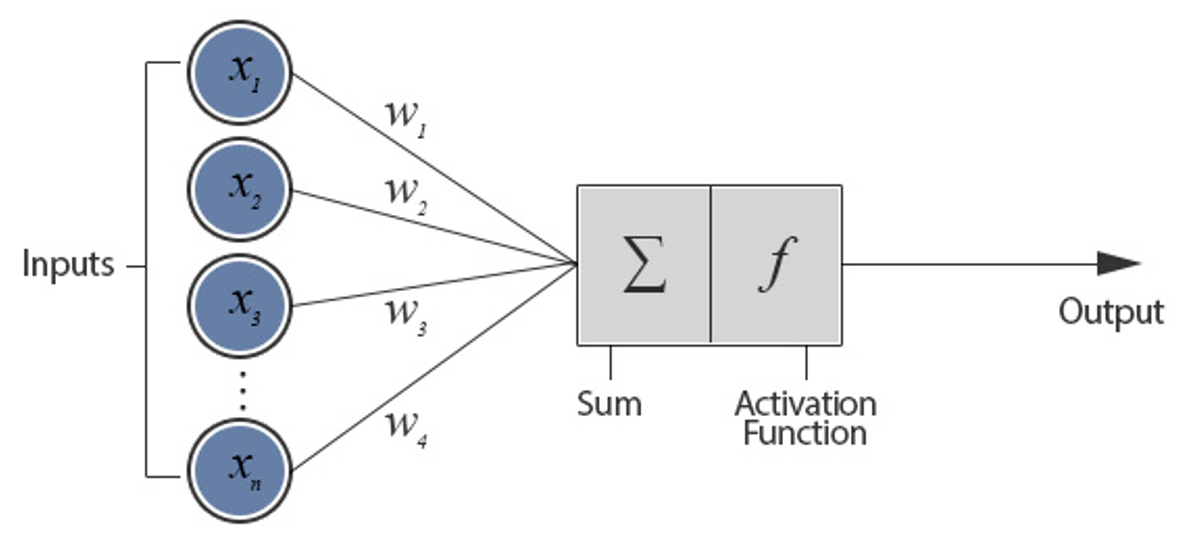 x₁
w₁
x₂
w₂
Inputs
x₃
w₃
∑
f
Output
Sum
Activation
Function
w₄
xₙ